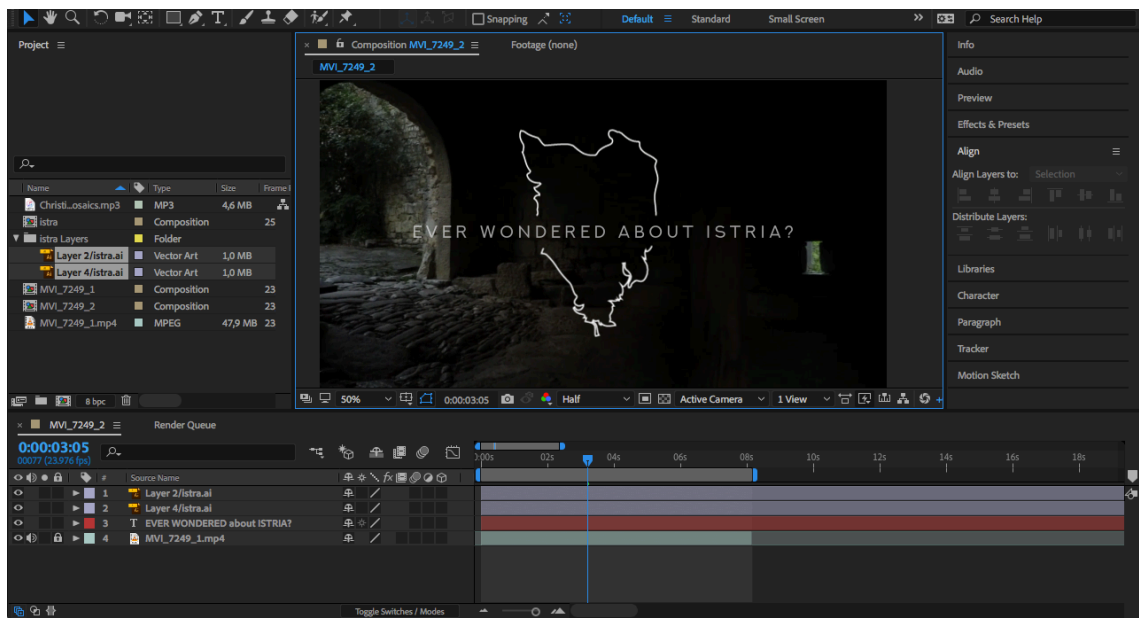 Snapping
Default
Standard
Small Screen
Search Help
Project
Composition MVI_7249_2
Footage (none)
MVI_7249_2
Info
Audio
Preview
Effects & Presets
Align
Align Layers to: Selection
Distribute Layers:
Libraries
Character
Paragraph
Tracker
Motion Sketch
Name Type Size Frame
Christi..osaics.mp3 MP3 4,6 MB
istra Composition 25
istra Layers Folder
Layer 2/istra.ai Vector Art 1,0 MB
Layer 4/istra.ai Vector Art 1,0 MB
MVI_7249_1 Composition 23
MVI_7249_2 Composition 23
MVI_7249_1.mp4 MPEG 47,9 MB 23
8 bpc
EVER WONDERED ABOUT ISTRIA?
50% 0:00:03:05 Half Active Camera 1 View
MVI_7249_2
Render Queue
0:00:03:05
00077 (23.976 fps)
02s 04s 06s 08s 10s 12s 14s 16s 18s
# Source Name
1 Layer 2/istra.ai
2 Layer 4/istra.ai
3 T EVER WONDERED about ISTRIA?
4 MVI_7249_1.mp4
Toggle Switches / Modes